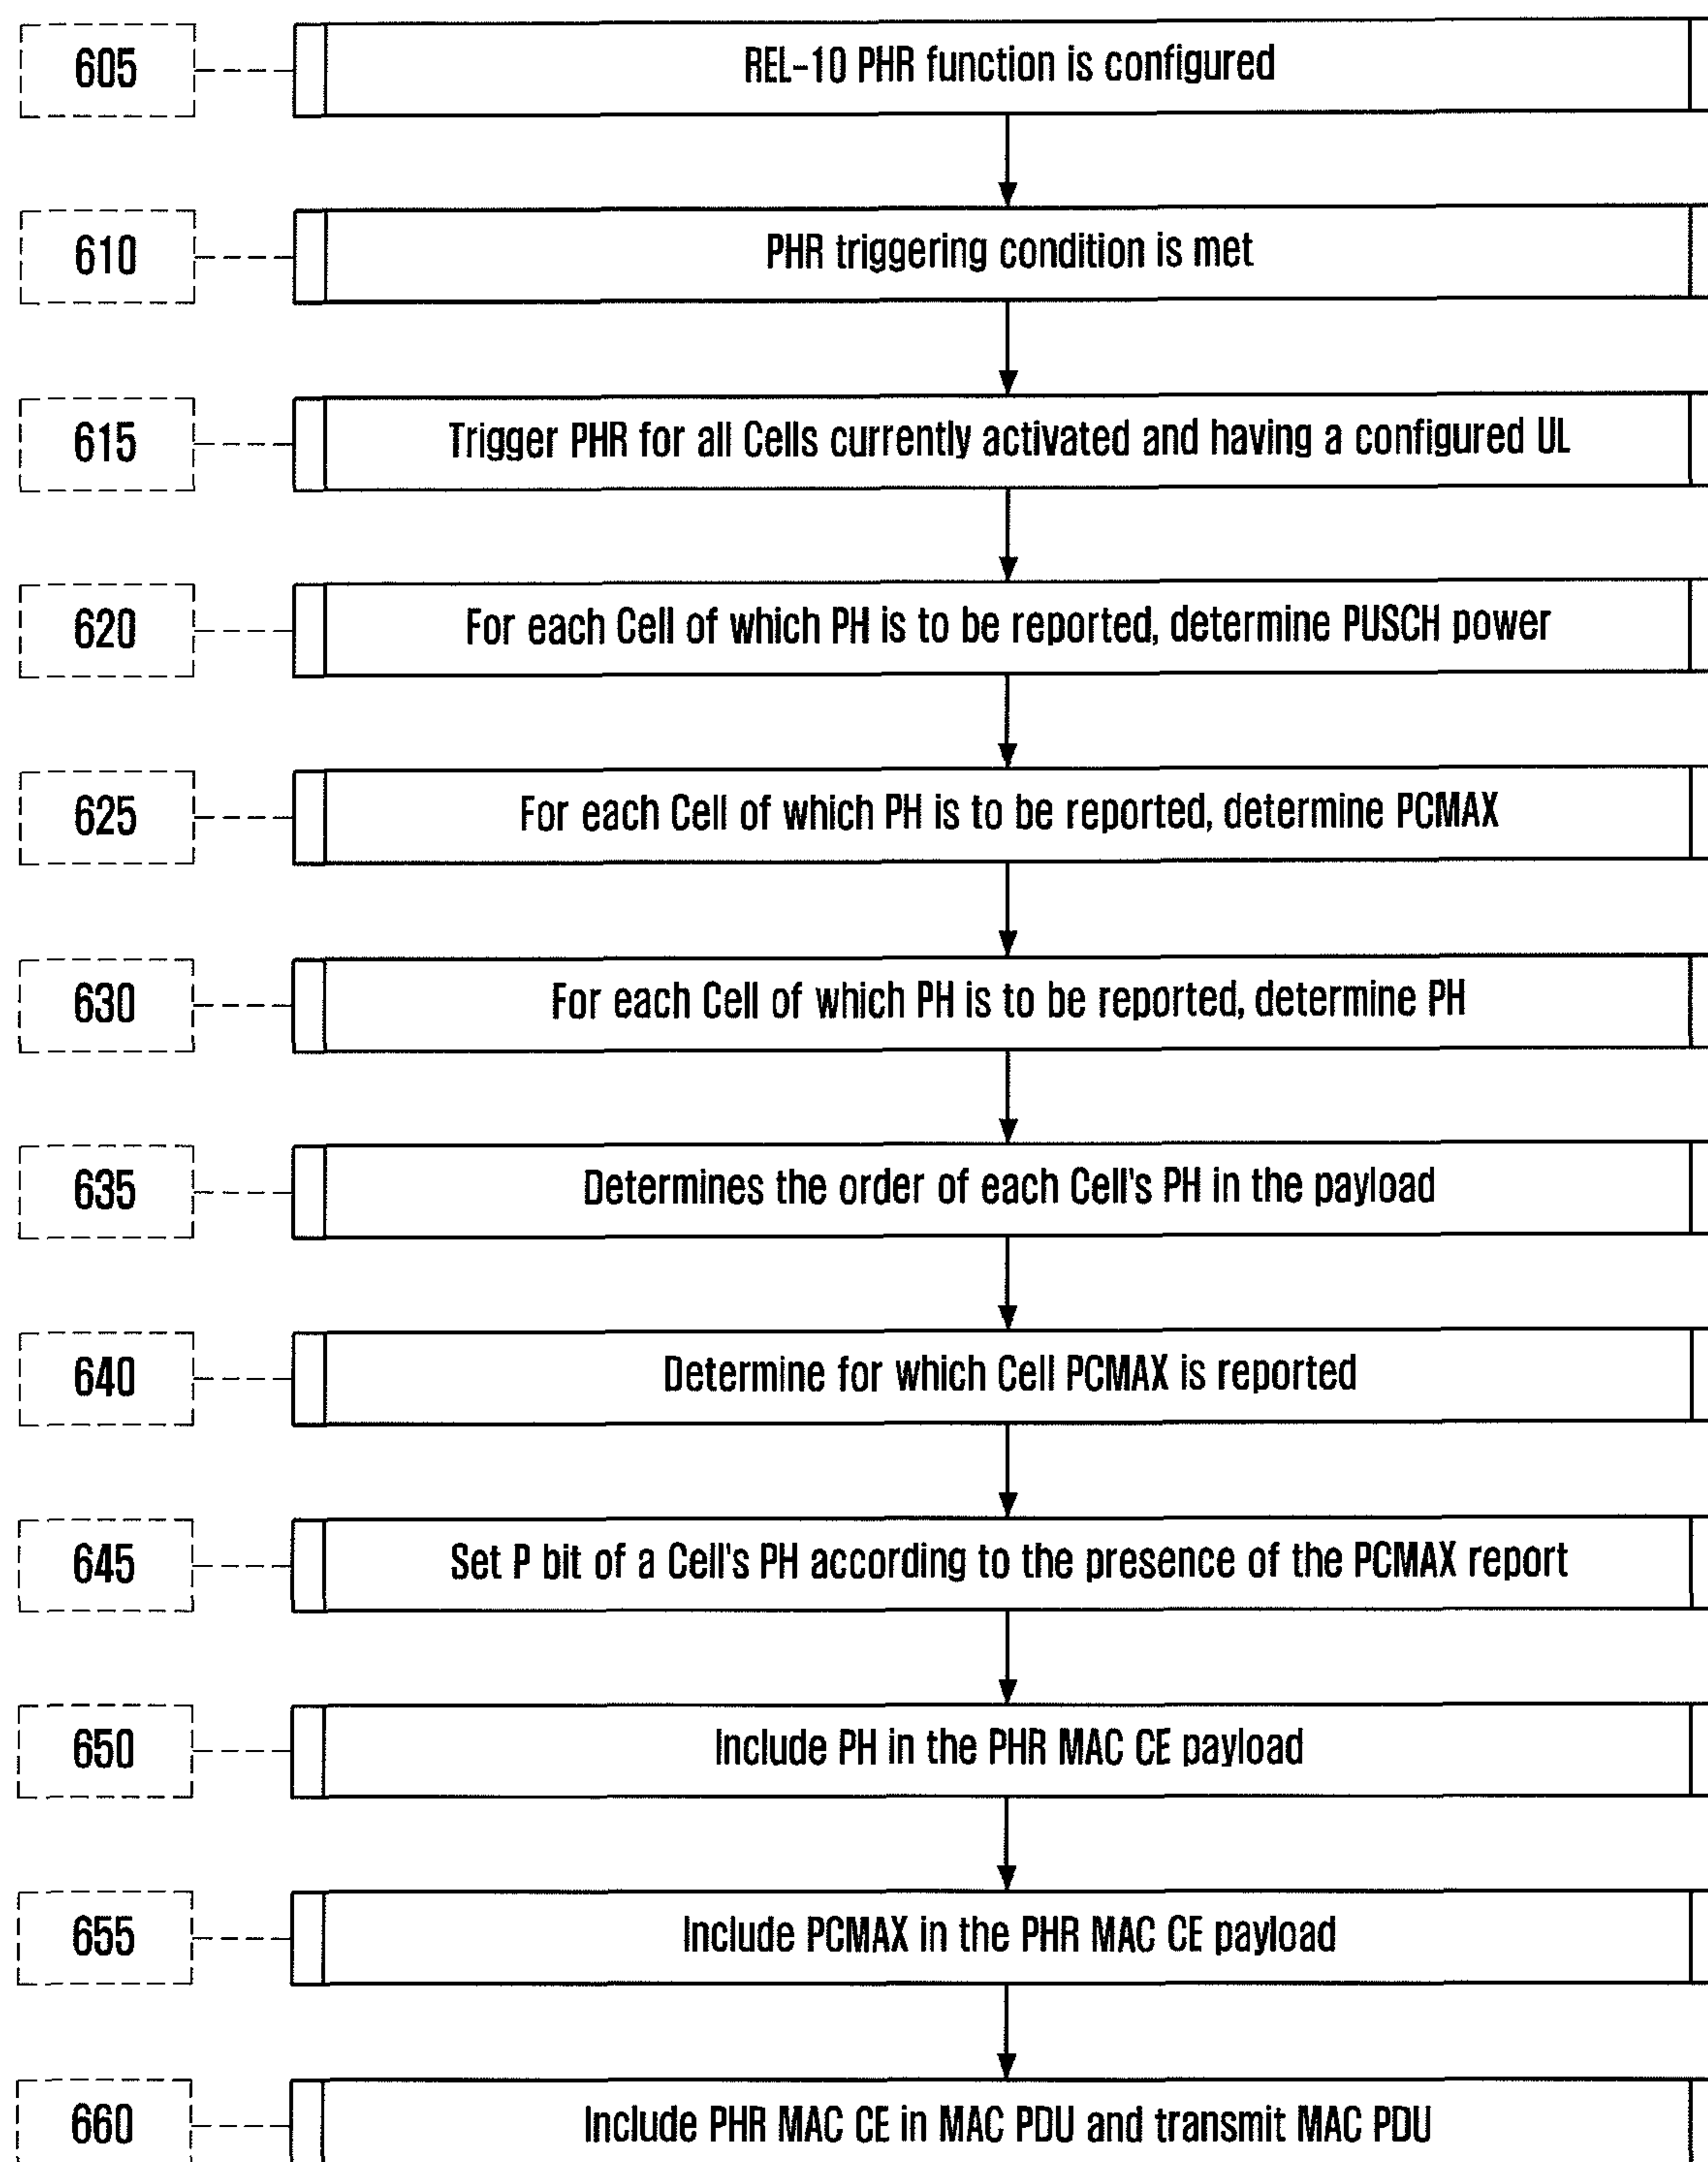 605
REL-10 PHR function is configured
610
PHR triggering condition is met
615
Trigger PHR for all Cells currently activated and having a configured UL
620
For each Cell of which PH is to be reported, determine PUSCH power
625
For each Cell of which PH is to be reported, determine PCMAX
630
For each Cell of which PH is to be reported, determine PH
635
Determines the order of each Cell's PH in the payload
640
Determine for which Cell PCMAX is reported
645
Set P bit of a Cell's PH according to the presence of the PCMAX report
650
Include PH in the PHR MAC CE payload
655
Include PCMAX in the PHR MAC CE payload
660
Include PHR MAC CE in MAC PDU and transmit MAC PDU